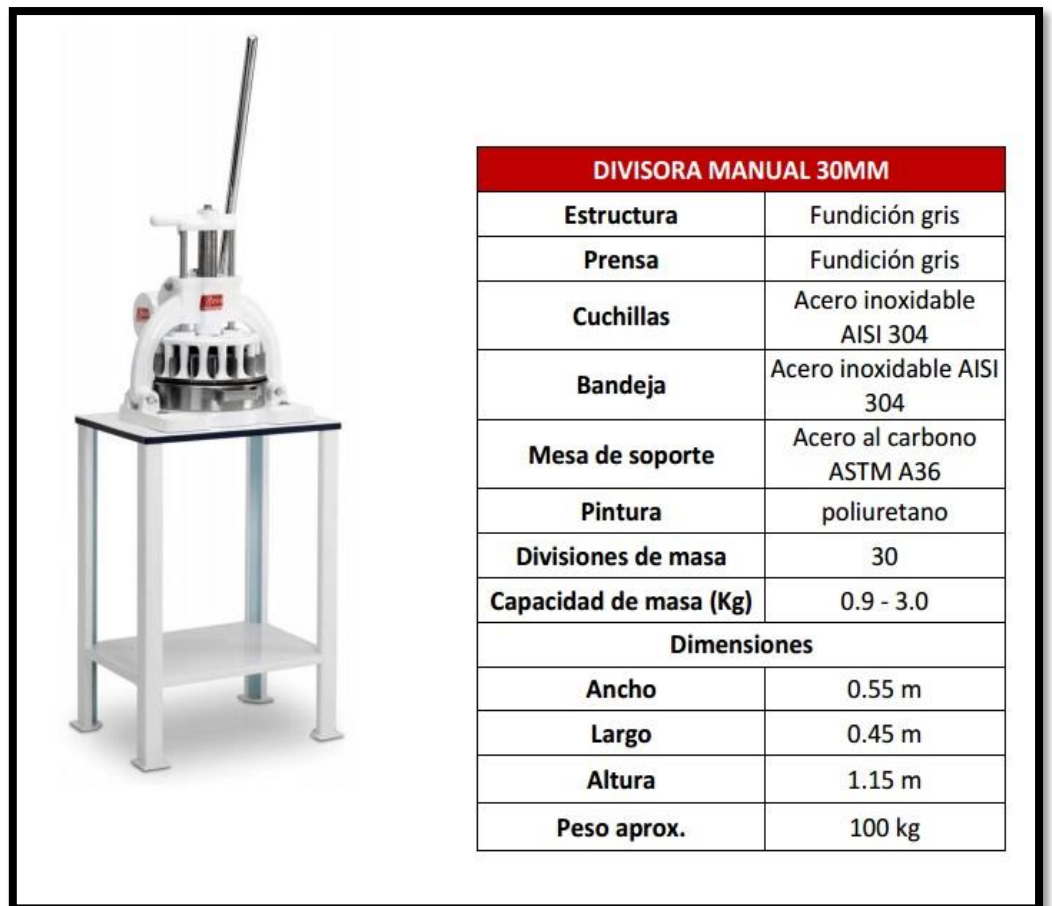 DIVISORA MANUAL 30MM
Estructura Fundición gris
Prensa Fundición gris
Cuchillas Acero inoxidable
AISI 304
Bandeja Acero inoxidable AISI
304
Mesa de soporte Acero al carbono
ASTM A36
Pintura poliuretano
Divisiones de masa 30
Capacidad de masa (Kg) 0.9 - 3.0
Dimensiones
Ancho 0.55 m
Largo 0.45 m
Altura 1.15 m
Peso aprox. 100 kg